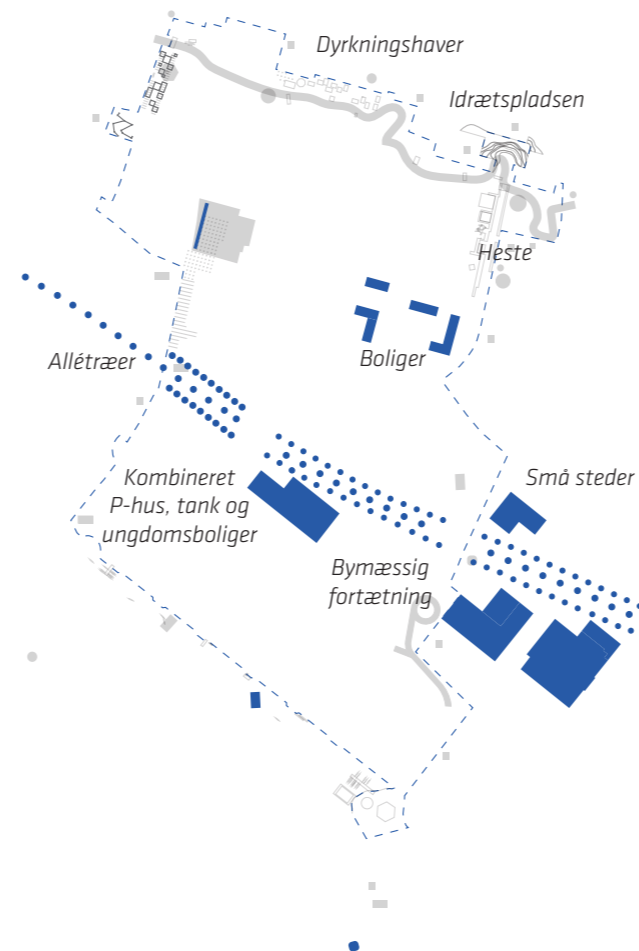 Dyrkningshaver
Idrætspladsen
Heste
Allétræer
Boliger
Kombineret
P-hus, tank og
ungdomsboliger
Små steder
Bymæssig
fortætning